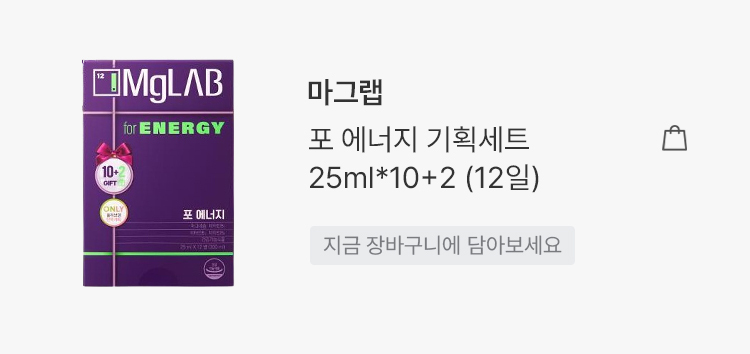 12
MgLAB
for ENERGY
10+2
GIFT
ONLY
포 에너지
마그랩
포 에너지 기획세트
25ml*10+2 (12일)
지금 장바구니에 담아보세요